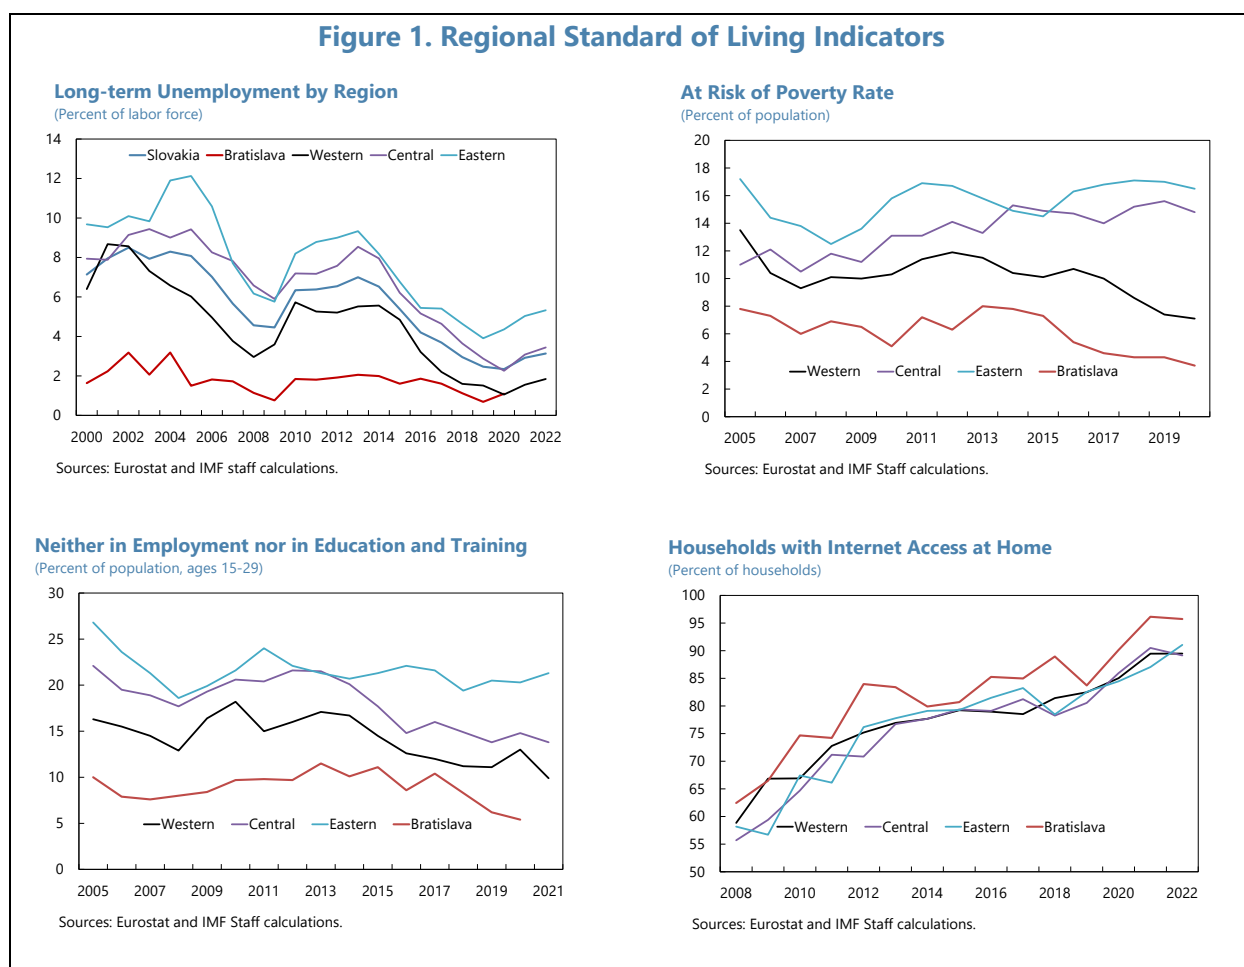 Figure 1. Regional Standard of Living Indicators
Long-term Unemployment by Region
(Percent of labor force)
14
12
10
8
6
4
2
0
Slovakia Bratislava Western Central Eastern
2000 2002 2004 2006 2008 2010 2012 2014 2016 2018 2020 2022
Sources: Eurostat and IMF staff calculations.
At Risk of Poverty Rate
(Percent of population)
20
18
16
14
12
10
8
6
4
2
0
Western Central Eastern Bratislava
2005 2007 2009 2011 2013 2015 2017 2019
Sources: Eurostat and IMF Staff calculations.
Neither in Employment nor in Education and Training
(Percent of population, ages 15-29)
30
25
20
15
10
5
0
Western Central Eastern Bratislava
2005 2007 2009 2011 2013 2015 2017 2019 2021
Sources: Eurostat and IMF Staff calculations.
Households with Internet Access at Home
(Percent of households)
100
95
90
85
80
75
70
65
60
55
50
Western Central Eastern Bratislava
2008 2010 2012 2014 2016 2018 2020 2022
Sources: Eurostat and IMF Staff calculations.